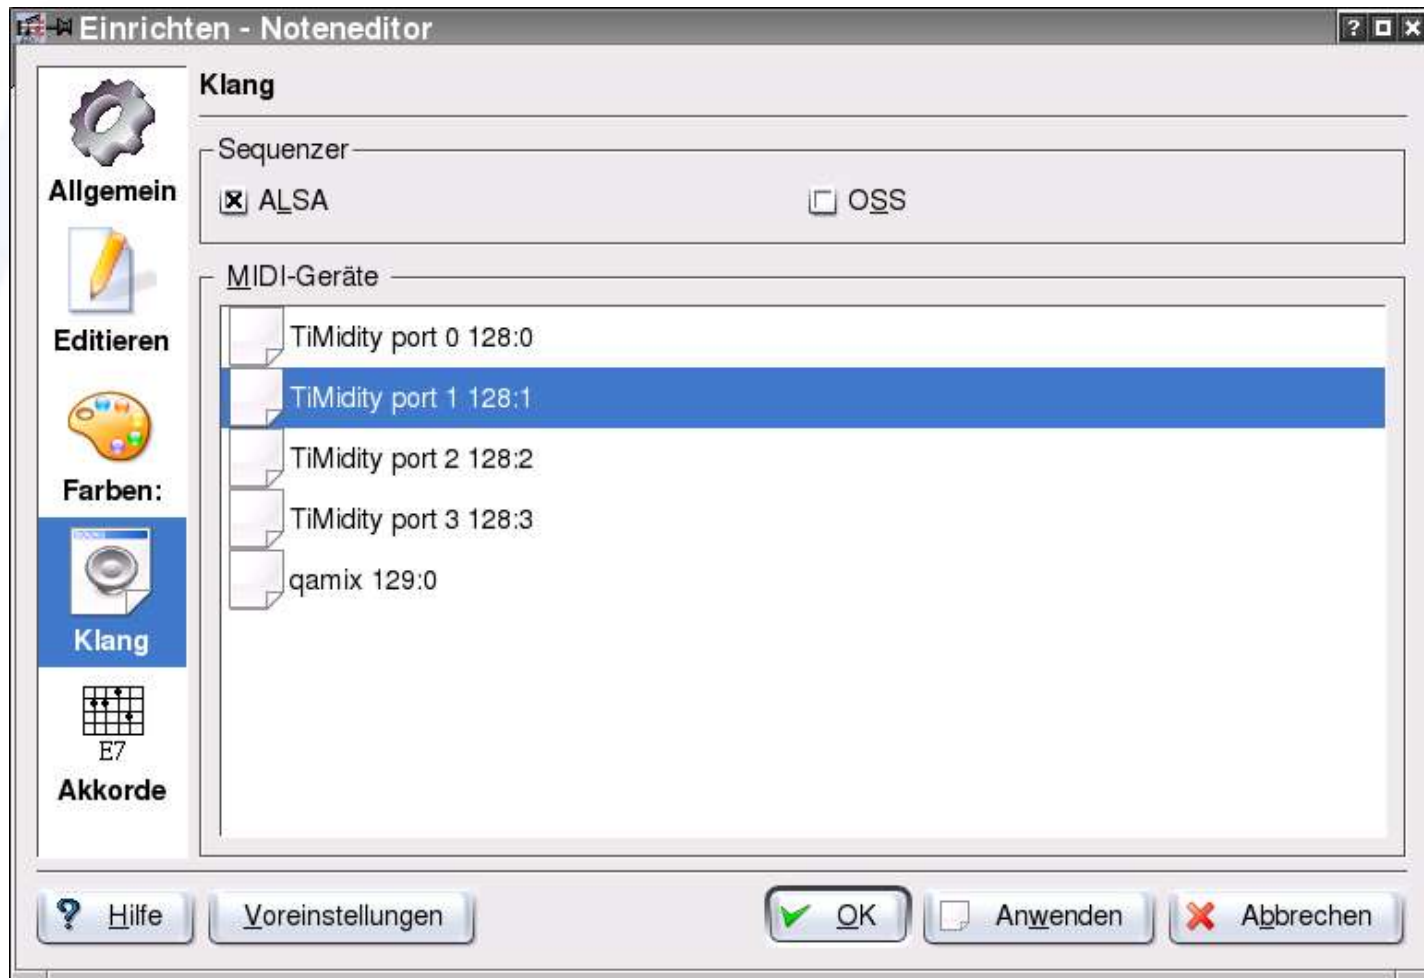 Einrichten - Noteneditor
Allgemein
Editieren
Farben:
Klang
E7
Akkorde
Klang
Sequenzer
ALSA
OSS
MIDI-Geräte
TiMidity port 0 128:0
TiMidity port 1 128:1
TiMidity port 2 128:2
TiMidity port 3 128:3
qamix 129:0
Hilfe
Voreinstellungen
OK
Anwenden
Abbrechen